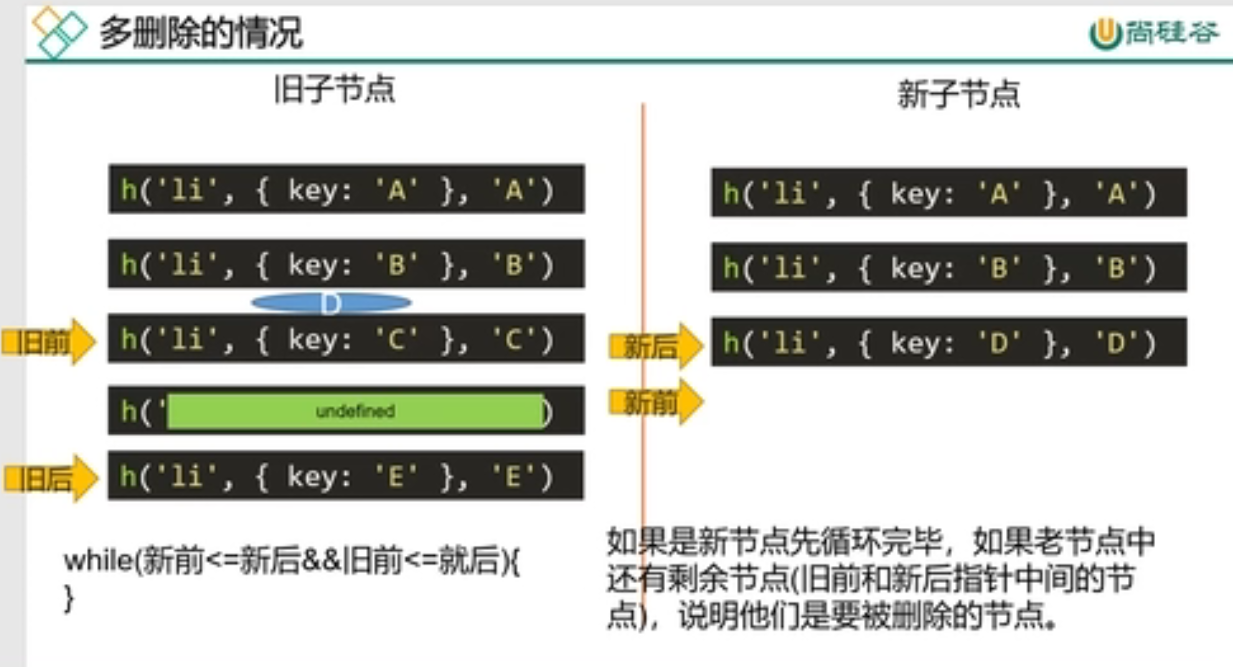 多删除的情况
尚硅谷
旧子节点
新子节点
h('li', { key: 'A' }, 'A')
h('li', { key: 'A' }, 'A')
h('li', { key: 'B' }, 'B')
h('li', { key: 'B' }, 'B')
D
旧前
h('li', { key: 'C' }, 'C')
新后
h('li', { key: 'D' }, 'D')
h('
undefined
)
新前
旧后
h('li', { key: 'E' }, 'E')
while(新前<=新后&&旧前<=就后){
}
如果是新节点先循环完毕，如果老节点中
还有剩余节点(旧前和新后指针中间的节
点)，说明他们是要被删除的节点。